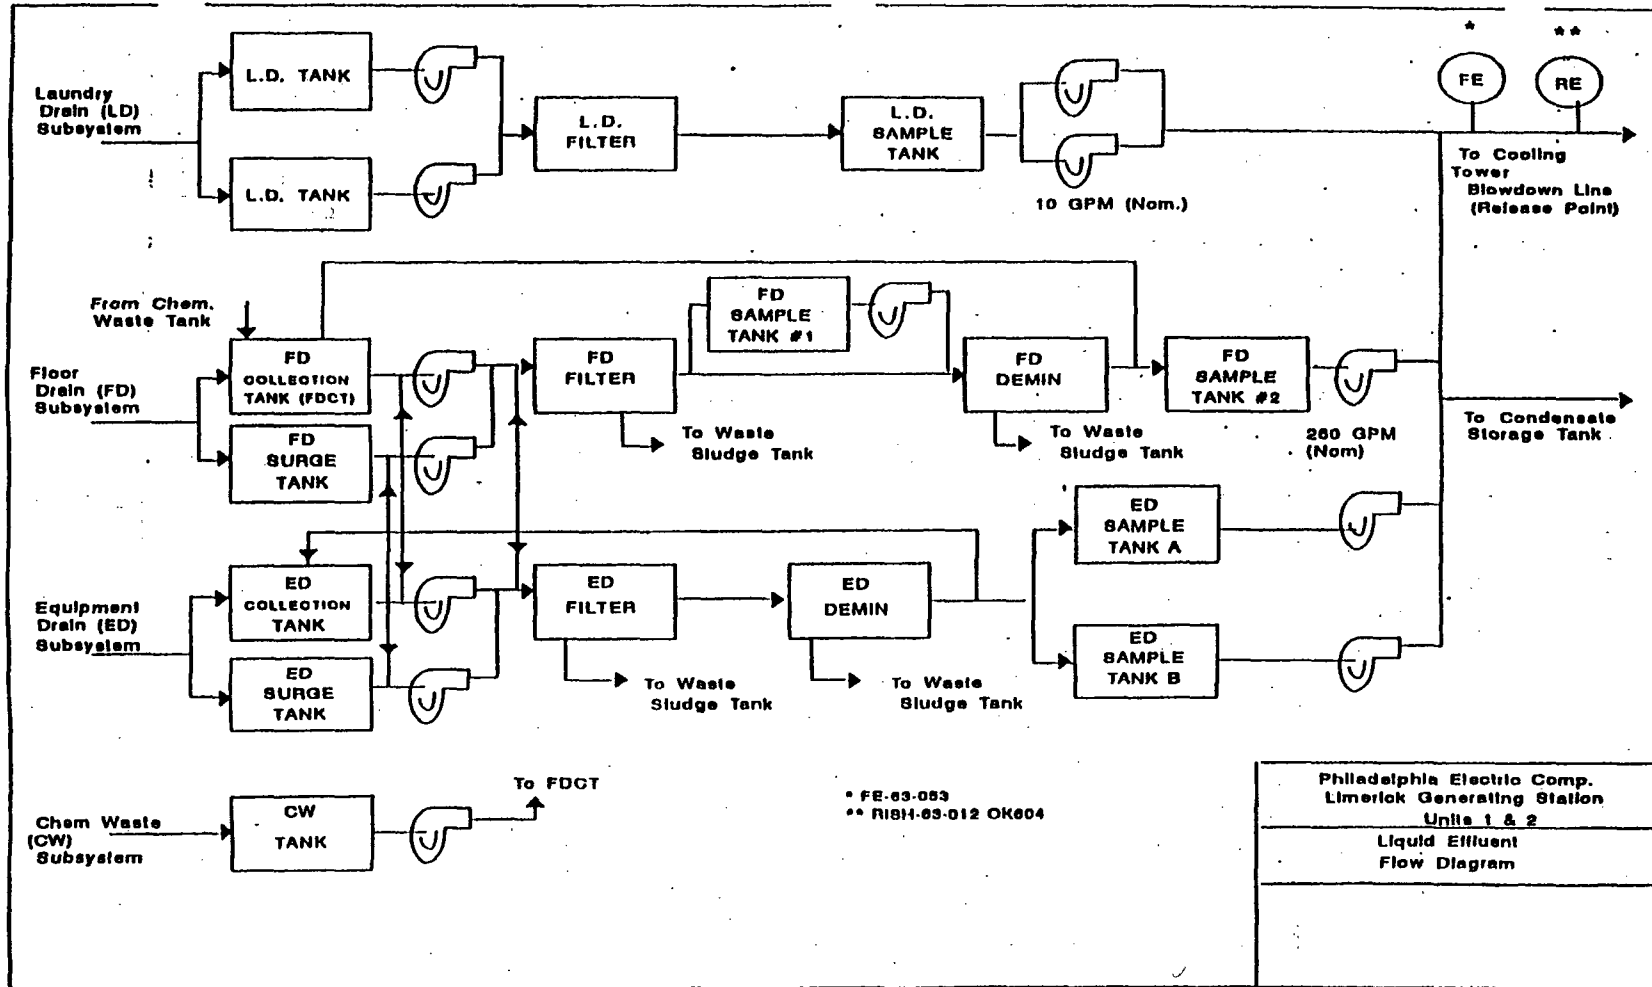 *
**
FE
RE
L.D. TANK
L.D. TANK
Laundry
Drain (LD)
Subsystem
L.D.
FILTER
L.D.
SAMPLE
TANK
10 GPM (Nom.)
To Cooling
Tower
Blowdown Line
(Release Point)
From Chem.
Waste Tank
FD
SAMPLE
TANK #1
Floor
Drain (FD)
Subsystem
FD
COLLECTION
TANK (FDCT)
FD
SURGE
TANK
FD
FILTER
To Waste
Sludge Tank
FD
DEMIN
To Waste
Sludge Tank
FD
SAMPLE
TANK #2
260 GPM
(Nom)
To Condensate
Storage Tank
Equipment
Drain (ED)
Subsystem
ED
COLLECTION
TANK
ED
SURGE
TANK
ED
FILTER
To Waste
Sludge Tank
ED
DEMIN
To Waste
Sludge Tank
ED
SAMPLE
TANK A
ED
SAMPLE
TANK B
Chem Waste
(CW)
Subsystem
CW
TANK
To FDCT
* FE-63-053
** RISH-63-012 OK604
Philadelphia Electric Comp.
Limerick Generating Station
Units 1 & 2
Liquid Effluent
Flow Diagram